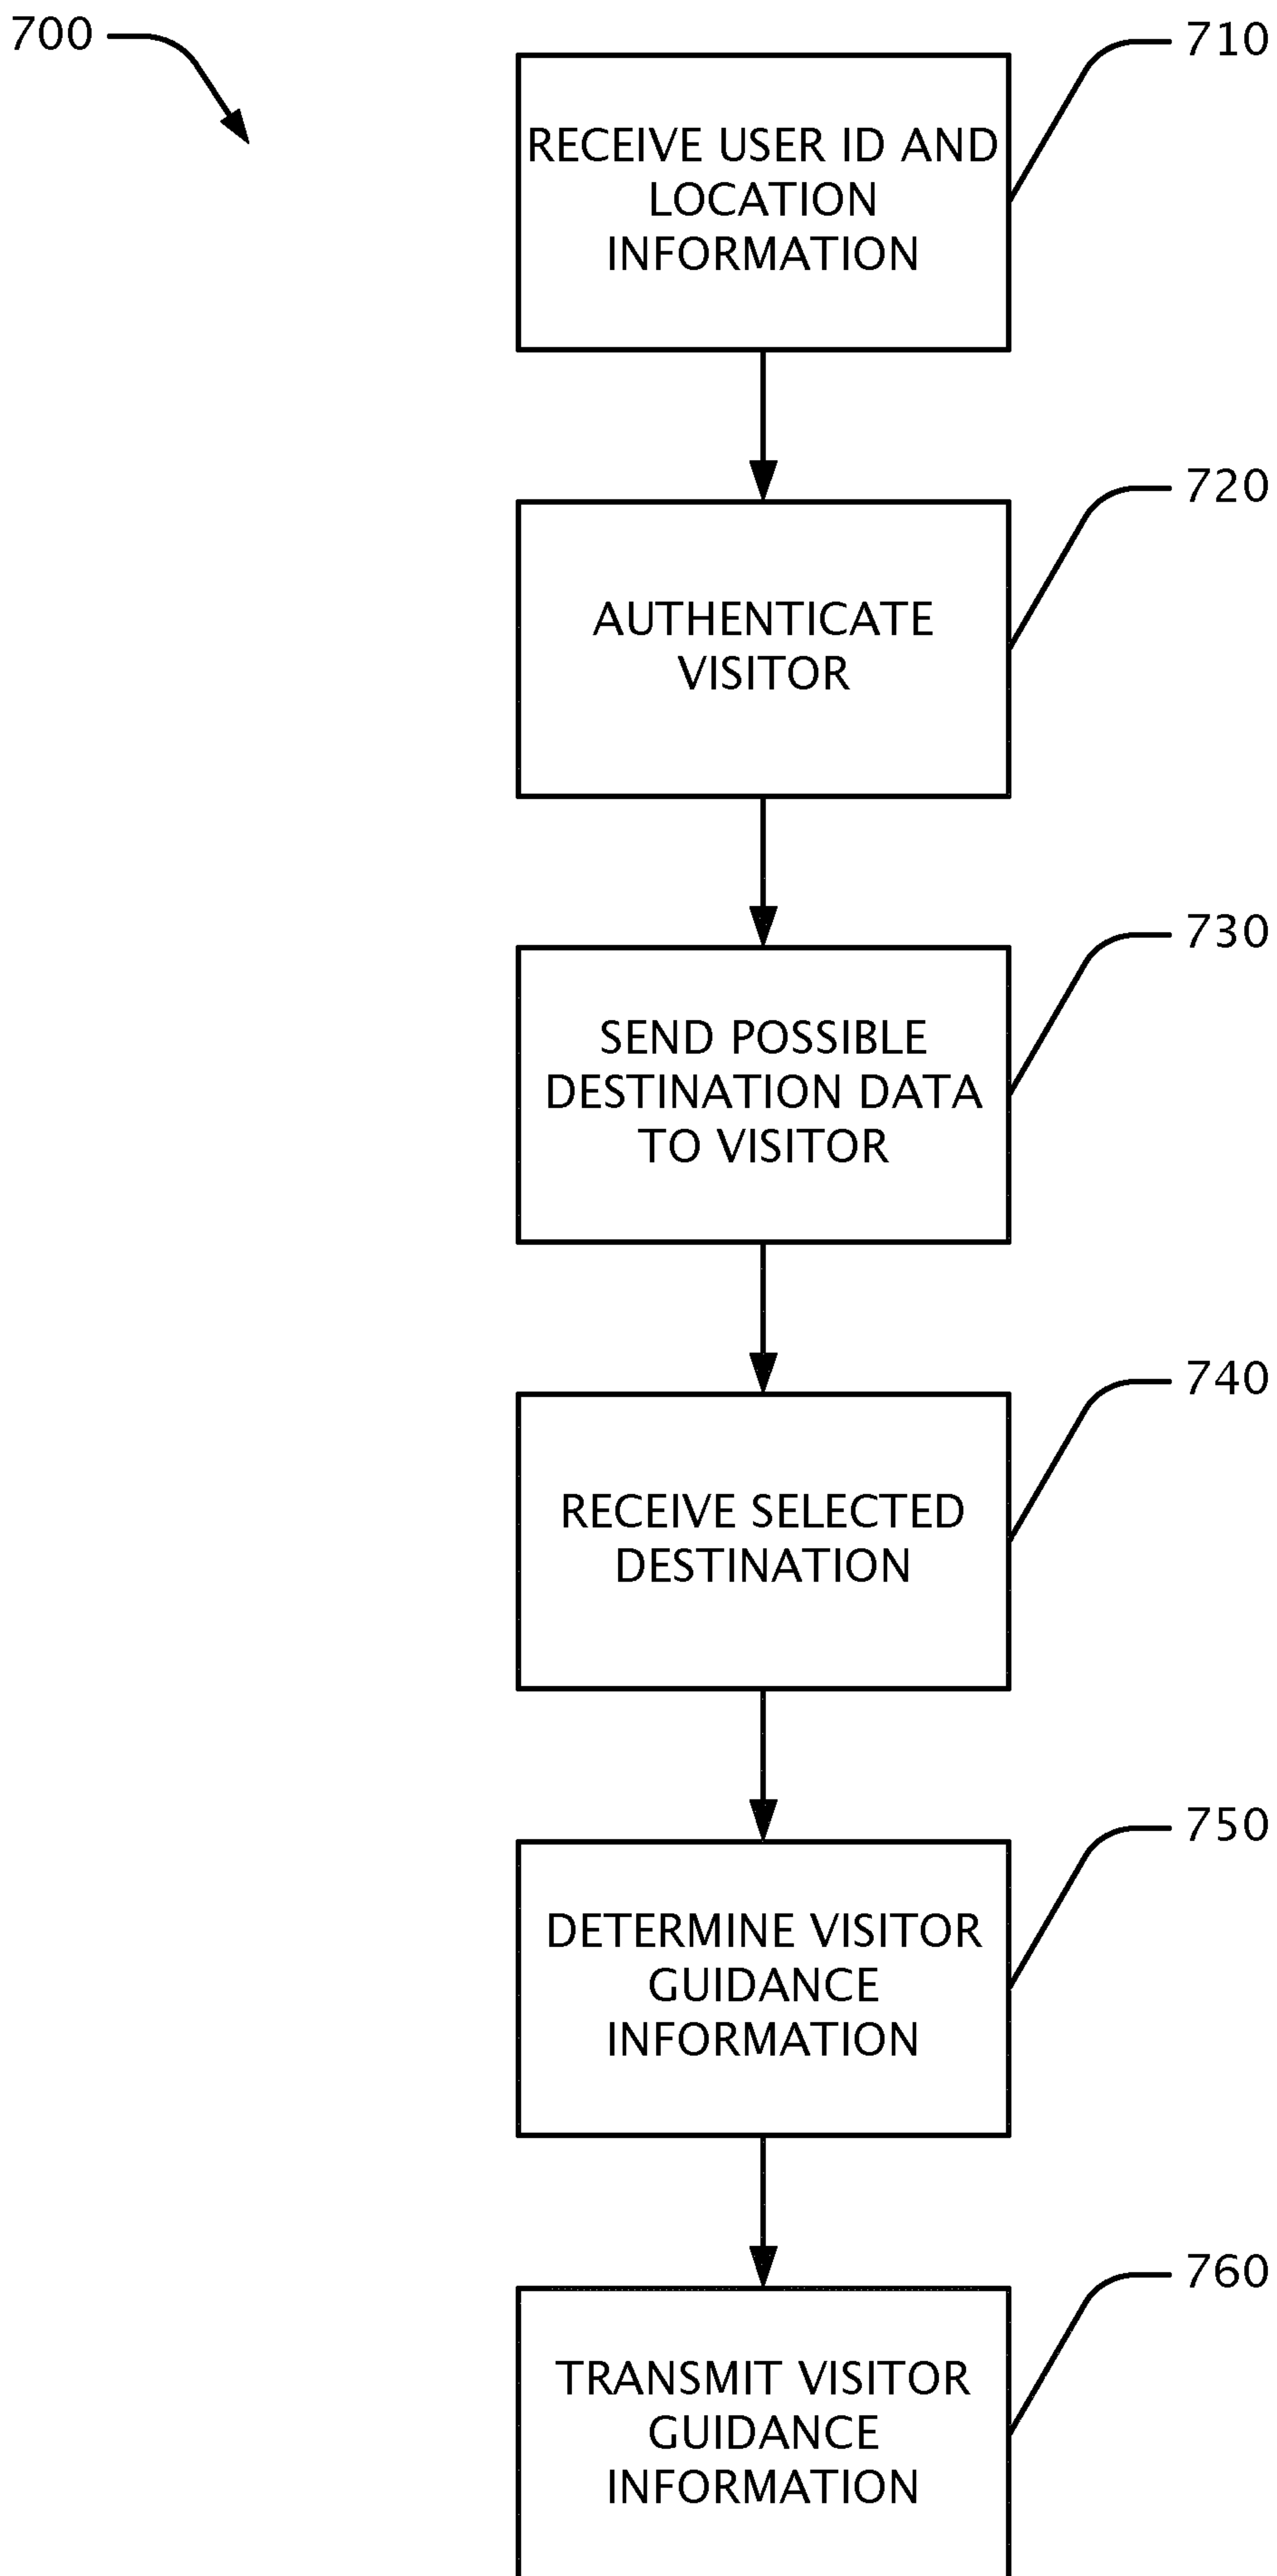 700
710
RECEIVE USER ID AND
LOCATION
INFORMATION
720
AUTHENTICATE
VISITOR
730
SEND POSSIBLE
DESTINATION DATA
TO VISITOR
740
RECEIVE SELECTED
DESTINATION
750
DETERMINE VISITOR
GUIDANCE
INFORMATION
760
TRANSMIT VISITOR
GUIDANCE
INFORMATION